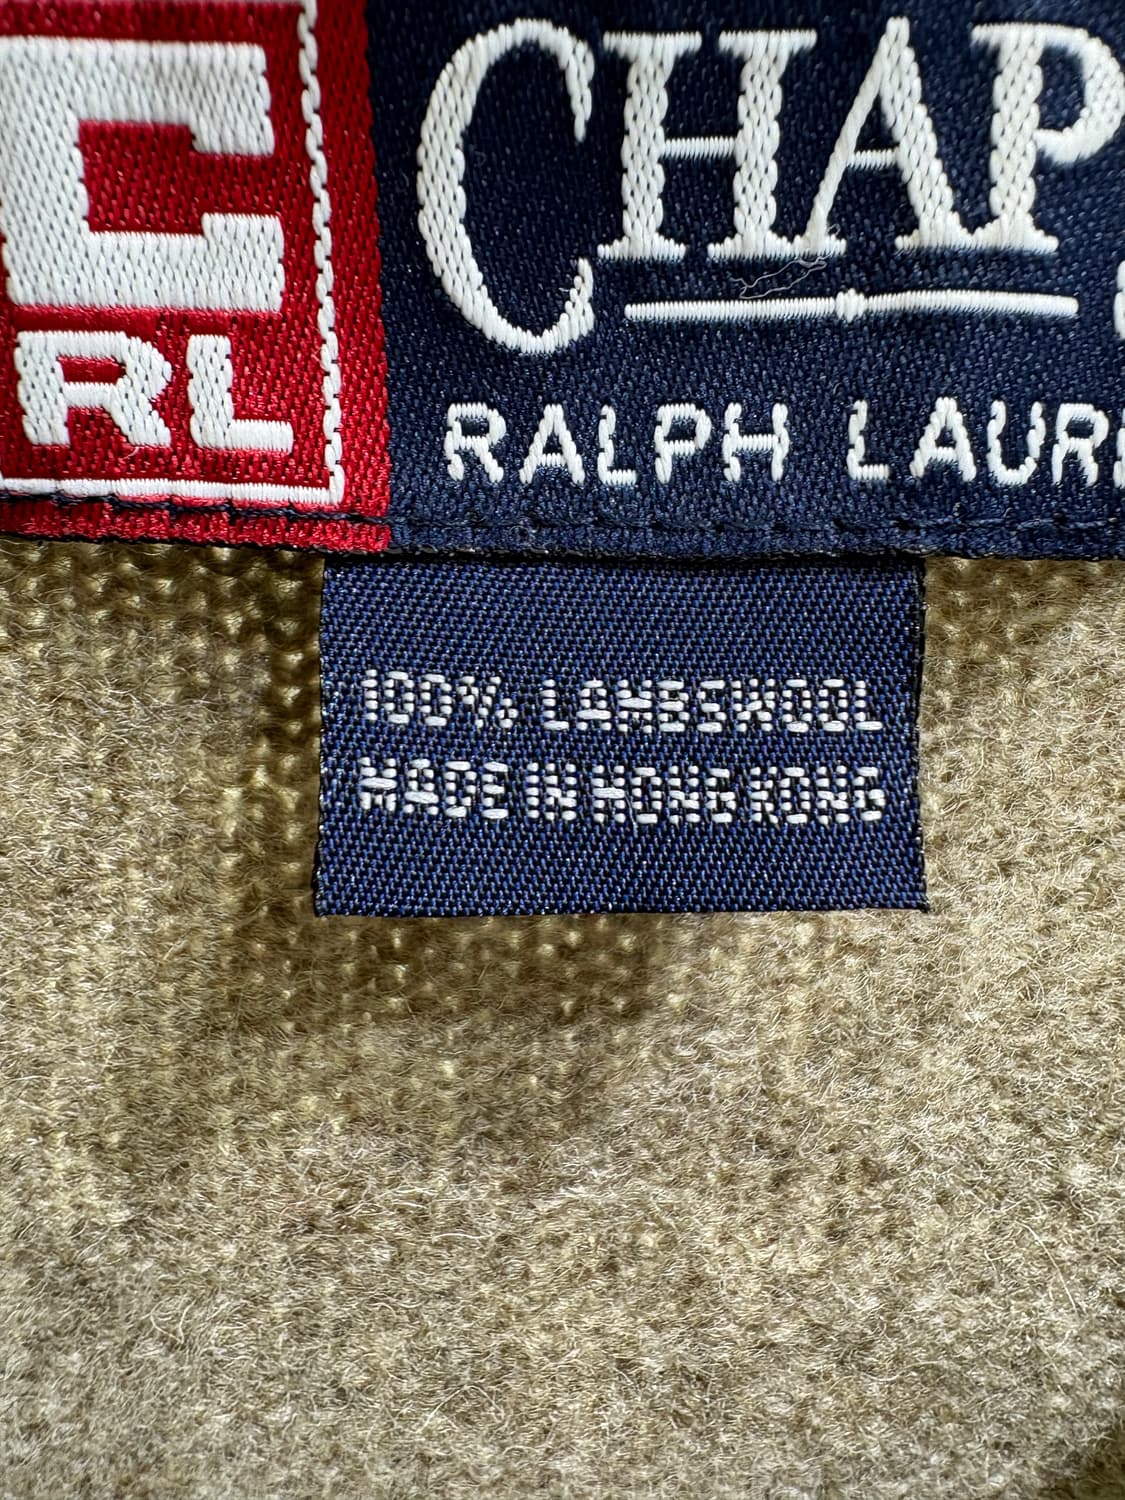 C
RL
CHAP
RALPH LAUR
100% LAMBSWOOL
MADE IN HONG KONG